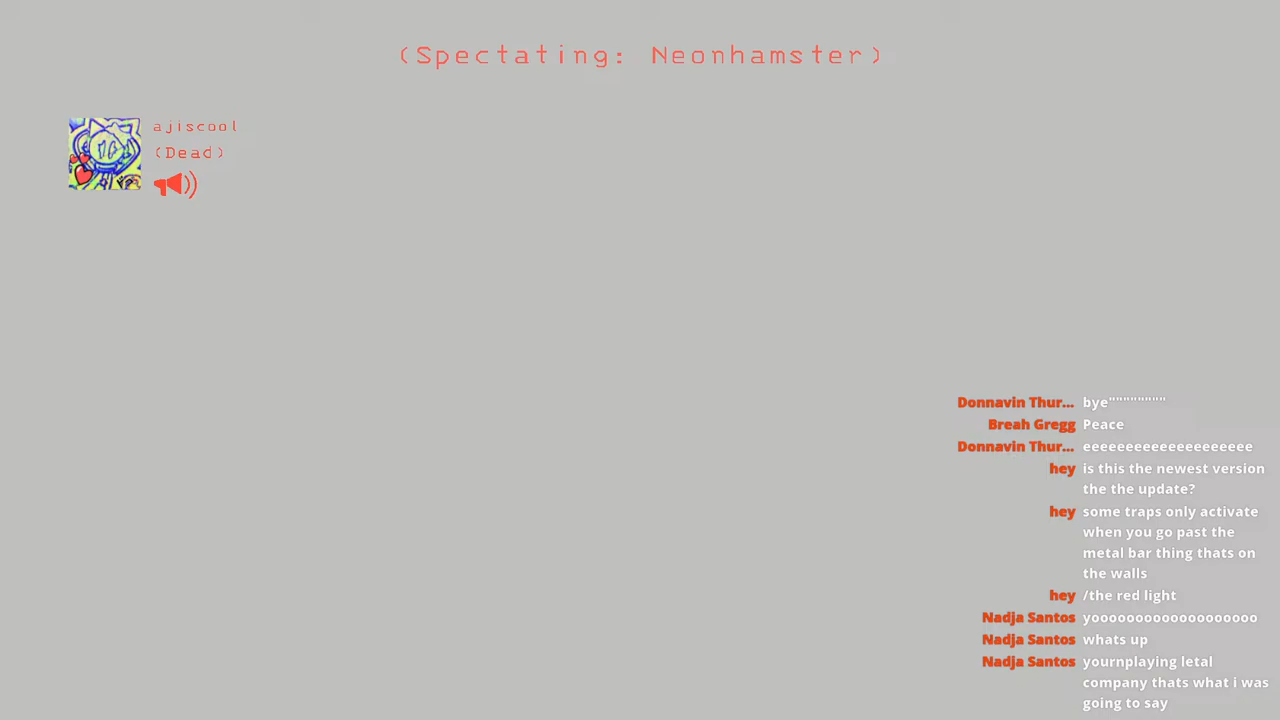 (Spectating: Neonhamster)
ajiscool
(Dead)
Donnavin Thur... bye""""""""
Breah Gregg Peace
Donnavin Thur... eeeeeeeeeeeeeeeeeeee
hey is this the newest version
the the update?
hey some traps only activate
when you go past the
metal bar thing thats on
the walls
hey /the red light
Nadja Santos yooooooooooooooooooo
Nadja Santos whats up
Nadja Santos yournplaying letal
company thats what i was
going to say